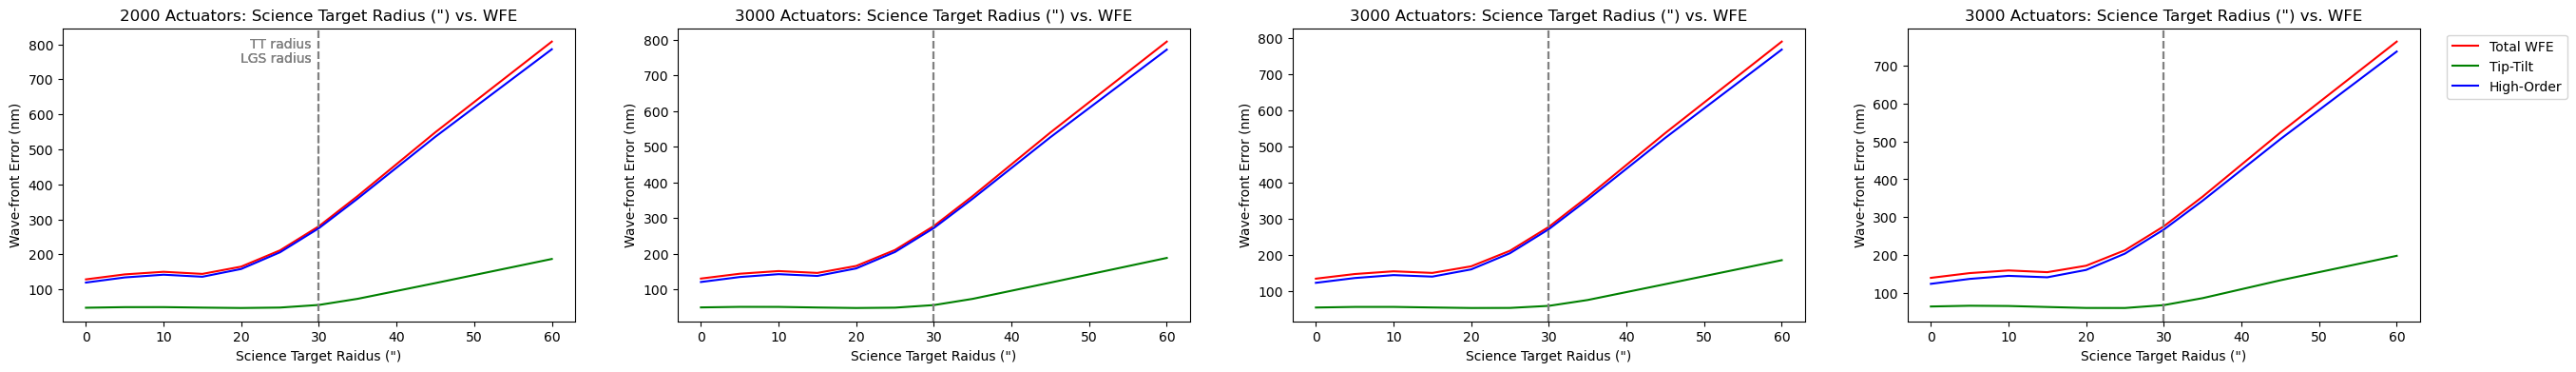 2000 Actuators: Science Target Radius (") vs. WFE
TT radius
LGS radius
800
700
600
500
400
300
200
100
Wave-front Error (nm)
0 10 20 30 40 50 60
Science Target Raidus (")
3000 Actuators: Science Target Radius (") vs. WFE
800
700
600
500
400
300
200
100
Wave-front Error (nm)
0 10 20 30 40 50 60
Science Target Raidus (")
3000 Actuators: Science Target Radius (") vs. WFE
800
700
600
500
400
300
200
100
Wave-front Error (nm)
0 10 20 30 40 50 60
Science Target Raidus (")
3000 Actuators: Science Target Radius (") vs. WFE
700
600
500
400
300
200
100
Wave-front Error (nm)
0 10 20 30 40 50 60
Science Target Raidus (")
Total WFE
Tip-Tilt
High-Order